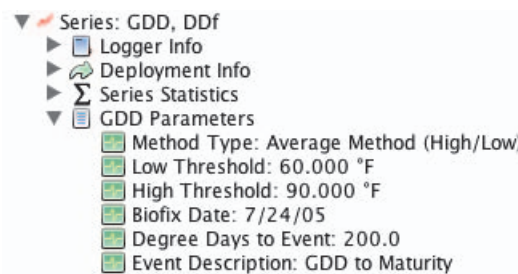 Series: GDD, DDf
Logger Info
Deployment Info
Series Statistics
GDD Parameters
Method Type: Average Method (High/Low)
Low Threshold: 60.000 °F
High Threshold: 90.000 °F
Biofix Date: 7/24/05
Degree Days to Event: 200.0
Event Description: GDD to Maturity